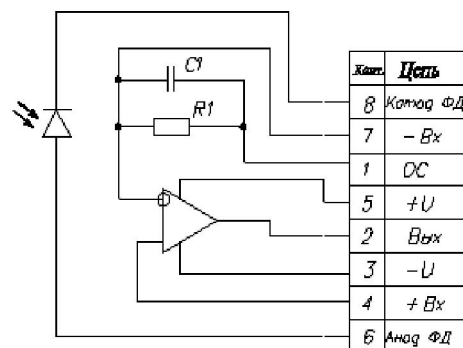 C1
R1
Конт. Цепь
8 Катод ФД
7 – Вх
1 ОС
5 +U
2 Вых
3 –U
4 +Вх
6 Анод ФД